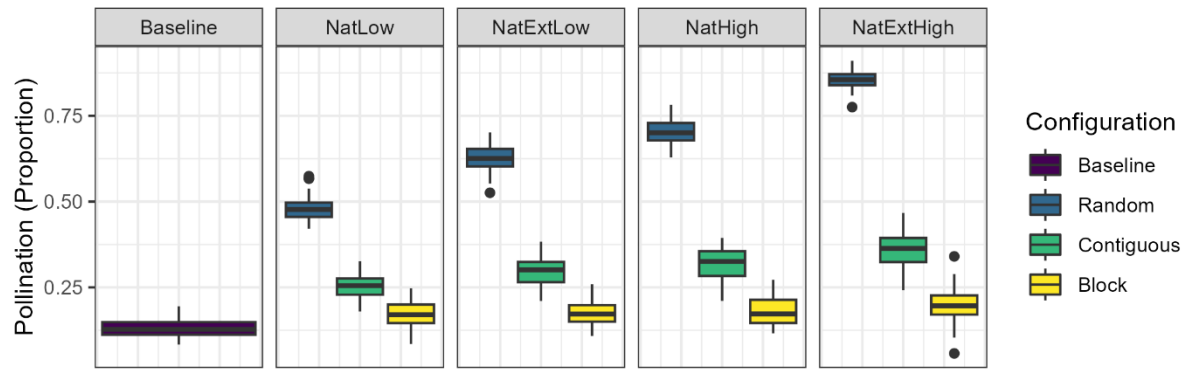 Baseline NatLow NatExtLow NatHigh NatExtHigh
Pollination (Proportion)
0.75
0.50
0.25
Configuration
Baseline
Random
Contiguous
Block